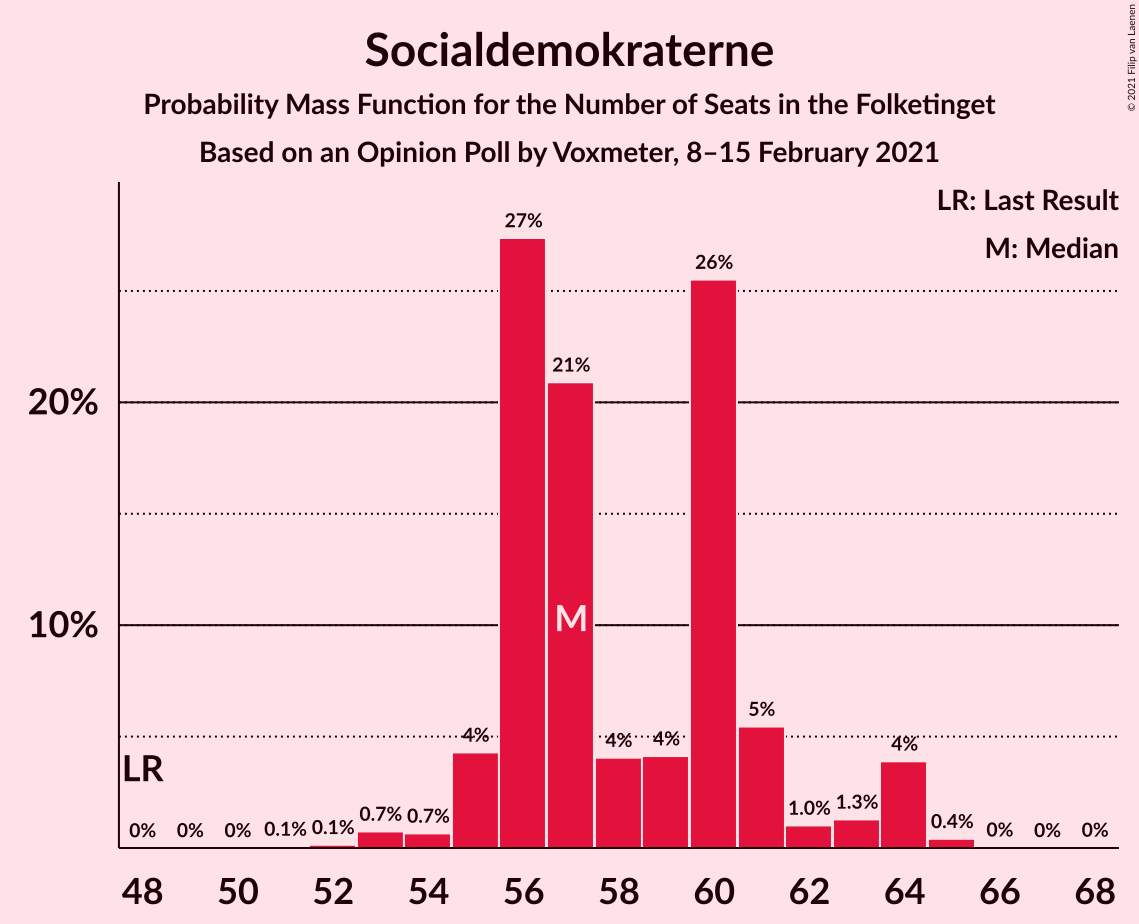 Socialdemokraterne
Probability Mass Function for the Number of Seats in the Folketinget
Based on an Opinion Poll by Voxmeter, 8–15 February 2021
© 2021 Filip van Laenen
LR: Last Result
M: Median
20%
10%
LR
M
0%
0%
0%
0.1%
0.1%
0.7%
0.7%
4%
27%
21%
4%
4%
26%
5%
1.0%
1.3%
4%
0.4%
0%
0%
0%
48 50 52 54 56 58 60 62 64 66 68